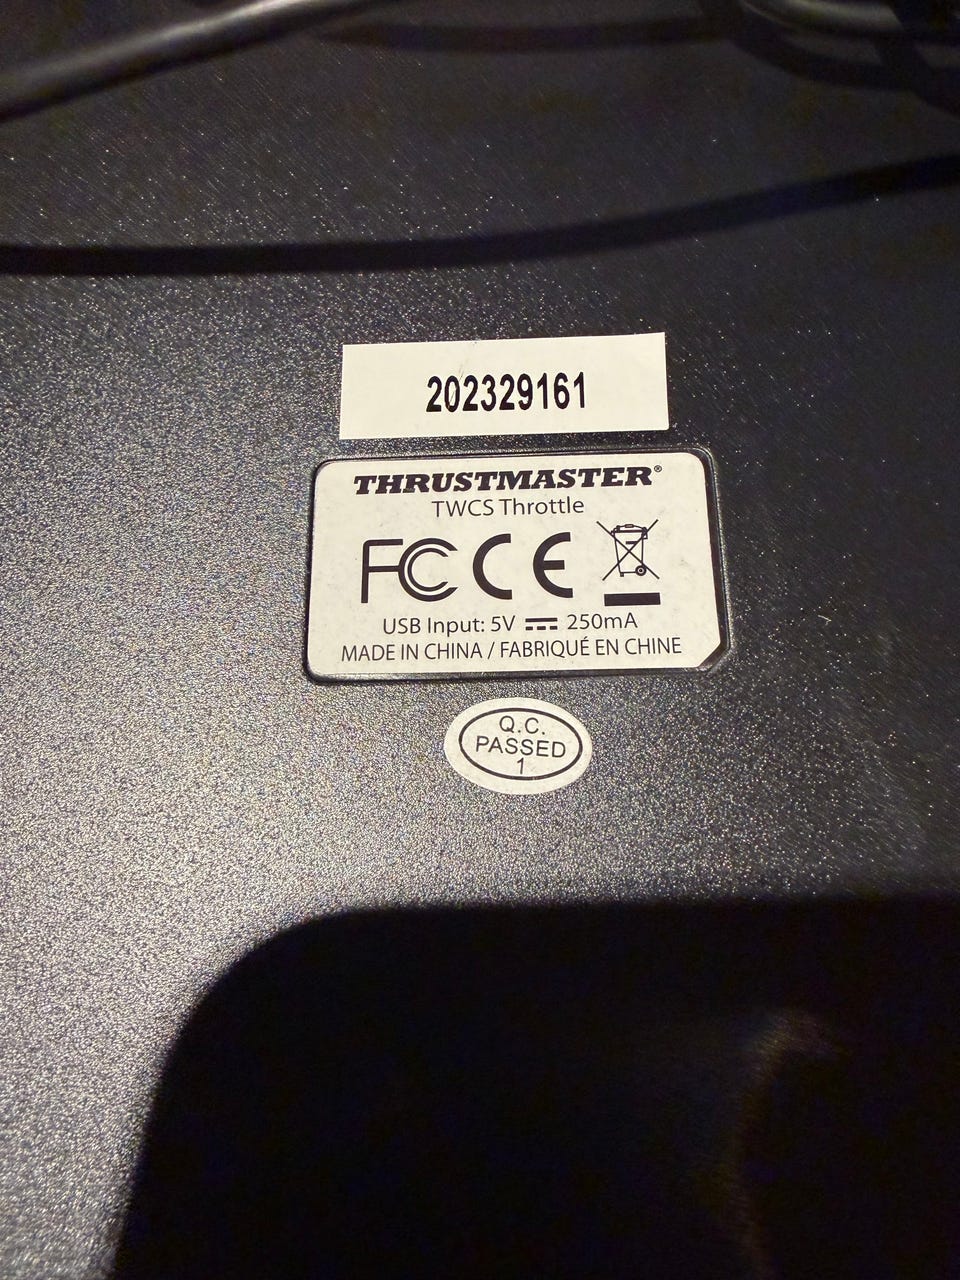 202329161
THRUSTMASTER®
TWCS Throttle
FC CE
USB Input: 5V ⎓ 250mA
MADE IN CHINA / FABRIQUÉ EN CHINE
Q.C.
PASSED
1